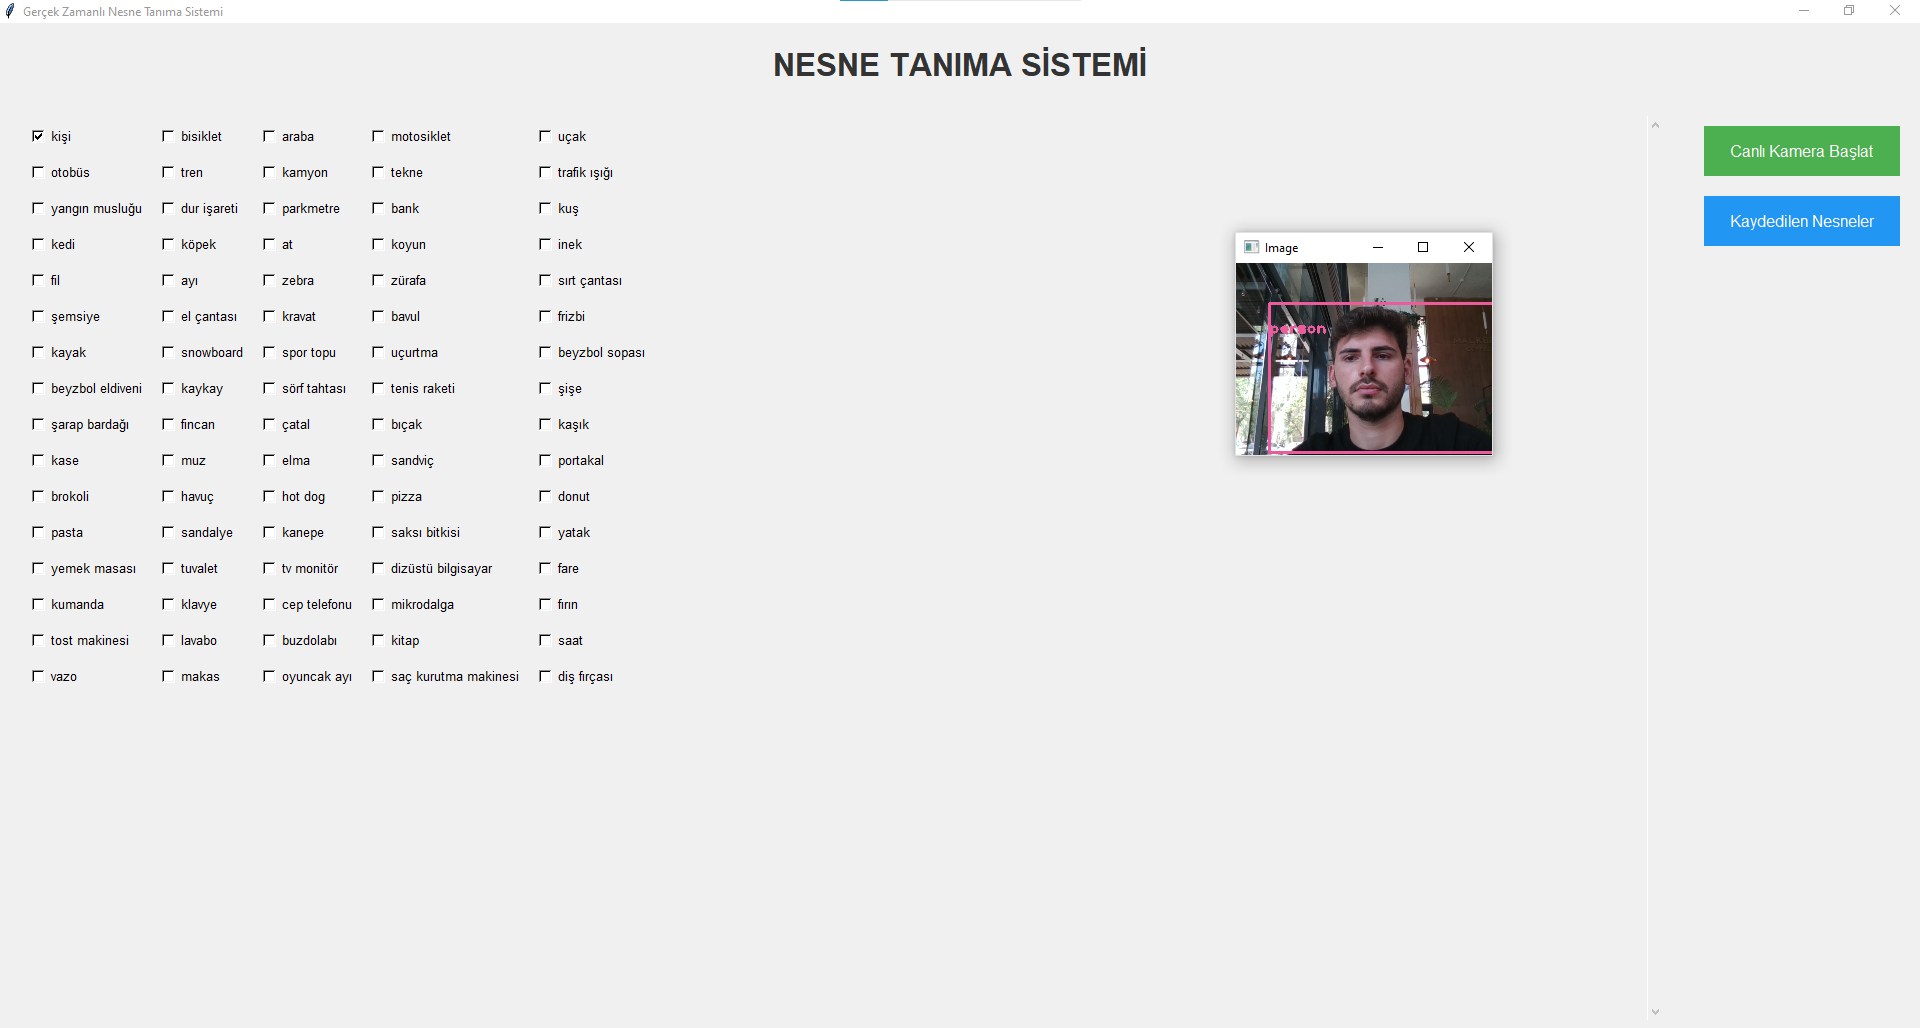 Gerçek Zamanlı Nesne Tanıma Sistemi
NESNE TANIMA SİSTEMİ
kişi bisiklet araba motosiklet uçak
otobüs tren kamyon tekne trafik ışığı
yangın musluğu dur işareti parkmetre bank kuş
kedi köpek at koyun inek
fil ayı zebra zürafa sırt çantası
şemsiye el çantası kravat bavul frizbi
kayak snowboard spor topu uçurtma beyzbol sopası
beyzbol eldiveni kaykay sörf tahtası tenis raketi şişe
şarap bardağı fincan çatal bıçak kaşık
kase muz elma sandviç portakal
brokoli havuç hot dog pizza donut
pasta sandalye kanepe saksı bitkisi yatak
yemek masası tuvalet tv monitör dizüstü bilgisayar fare
kumanda klavye cep telefonu mikrodalga fırın
tost makinesi lavabo buzdolabı kitap saat
vazo makas oyuncak ayı saç kurutma makinesi diş fırçası
Image
person
Canlı Kamera Başlat
Kaydedilen Nesneler